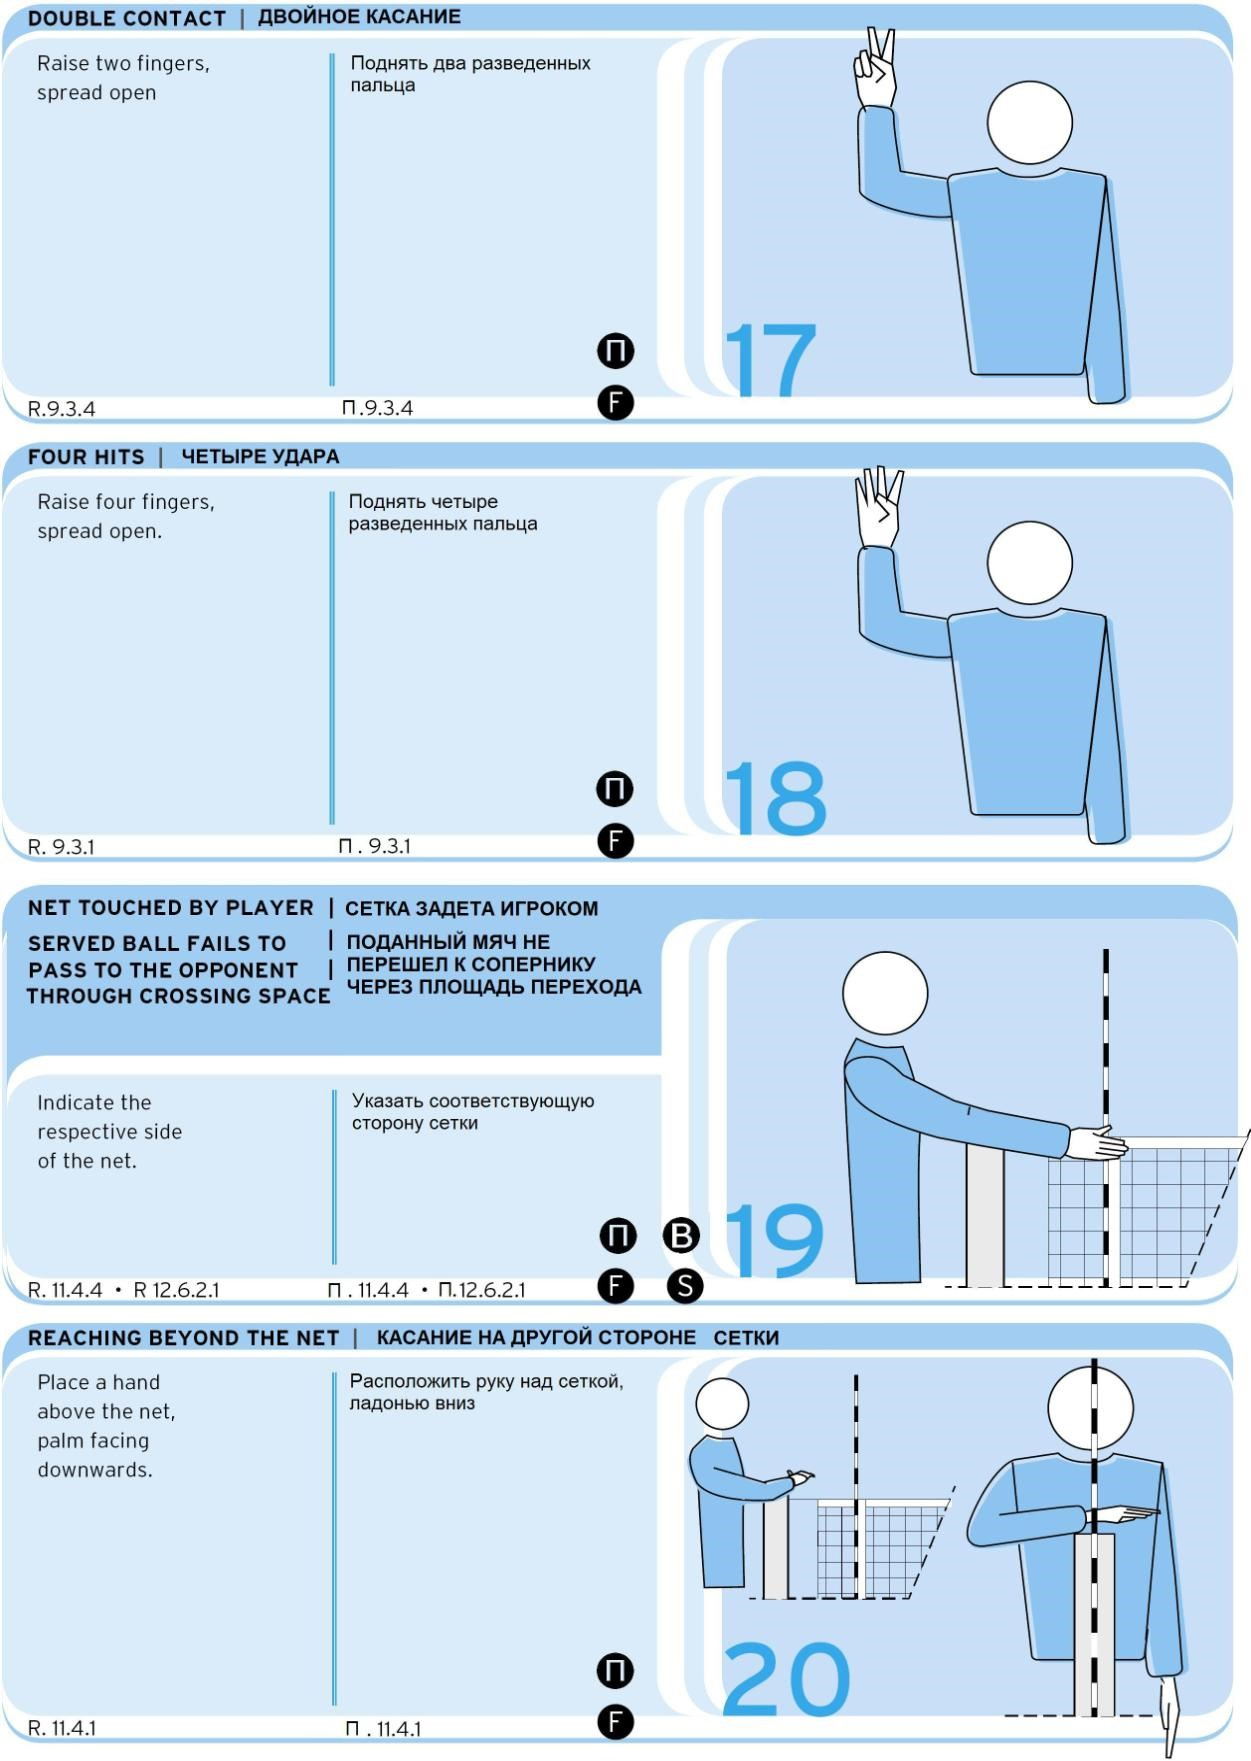 DOUBLE CONTACT | ДВОЙНОЕ КАСАНИЕ
Raise two fingers,
spread open
Поднять два разведенных
пальца
П
17
R.9.3.4
П.9.3.4
F
FOUR HITS | ЧЕТЫРЕ УДАРА
Raise four fingers,
spread open.
Поднять четыре
разведенных пальца
П
18
R. 9.3.1
П . 9.3.1
F
NET TOUCHED BY PLAYER | СЕТКА ЗАДЕТА ИГРОКОМ
SERVED BALL FAILS TO
PASS TO THE OPPONENT
THROUGH CROSSING SPACE
| ПОДАННЫЙ МЯЧ НЕ
| ПЕРЕШЕЛ К СОПЕРНИКУ
ЧЕРЕЗ ПЛОЩАДЬ ПЕРЕХОДА
Indicate the
respective side
of the net.
Указать соответствующую
сторону сетки
П B
19
R. 11.4.4 • R 12.6.2.1
П . 11.4.4 • П.12.6.2.1
F S
REACHING BEYOND THE NET | КАСАНИЕ НА ДРУГОЙ СТОРОНЕ СЕТКИ
Place a hand
above the net,
palm facing
downwards.
Расположить руку над сеткой,
ладонью вниз
П
20
R. 11.4.1
П . 11.4.1
F